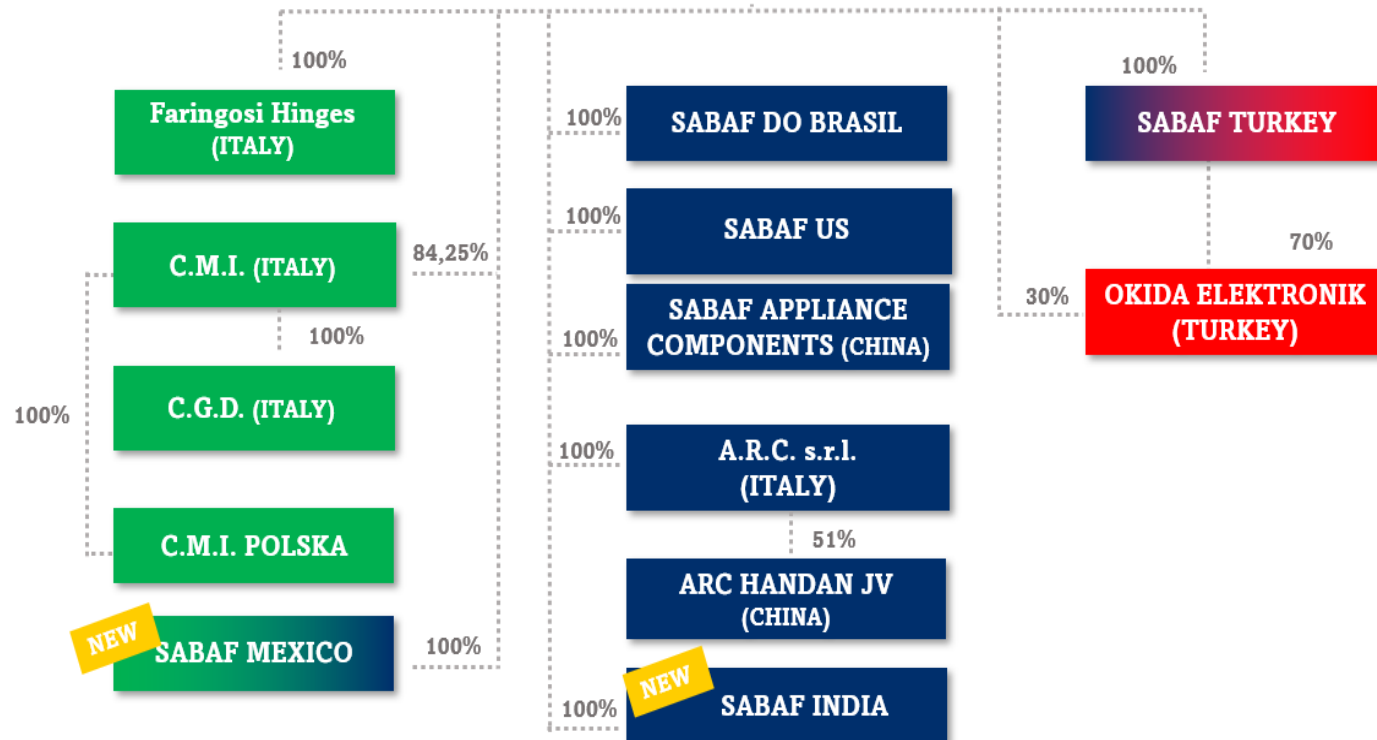 100%
Faringosi Hinges
(ITALY)
84,25%
C.M.I. (ITALY)
100%
100%
C.G.D. (ITALY)
C.M.I. POLSKA
NEW
SABAF MEXICO
100%
100%
SABAF DO BRASIL
100%
SABAF US
100%
SABAF APPLIANCE
COMPONENTS (CHINA)
100%
A.R.C. s.r.l.
(ITALY)
51%
ARC HANDAN JV
(CHINA)
NEW
100%
SABAF INDIA
100%
SABAF TURKEY
70%
30%
OKIDA ELEKTRONIK
(TURKEY)